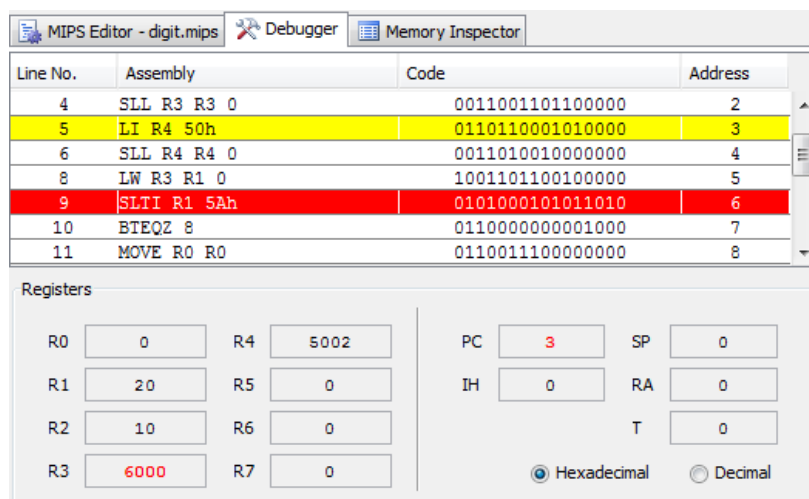 MIPS Editor - digit.mips Debugger Memory Inspector
Line No. Assembly Code Address
4 SLL R3 R3 0 0011001101100000 2
5 LI R4 50h 0110110001010000 3
6 SLL R4 R4 0 0011010010000000 4
8 LW R3 R1 0 1001101100100000 5
9 SLTI R1 5Ah 0101000101011010 6
10 BTEQZ 8 0110000000001000 7
11 MOVE R0 R0 0110011100000000 8
Registers
R0 0 R4 5002 PC 3 SP 0
R1 20 R5 0 IH 0 RA 0
R2 10 R6 0 T 0
R3 6000 R7 0 Hexadecimal Decimal